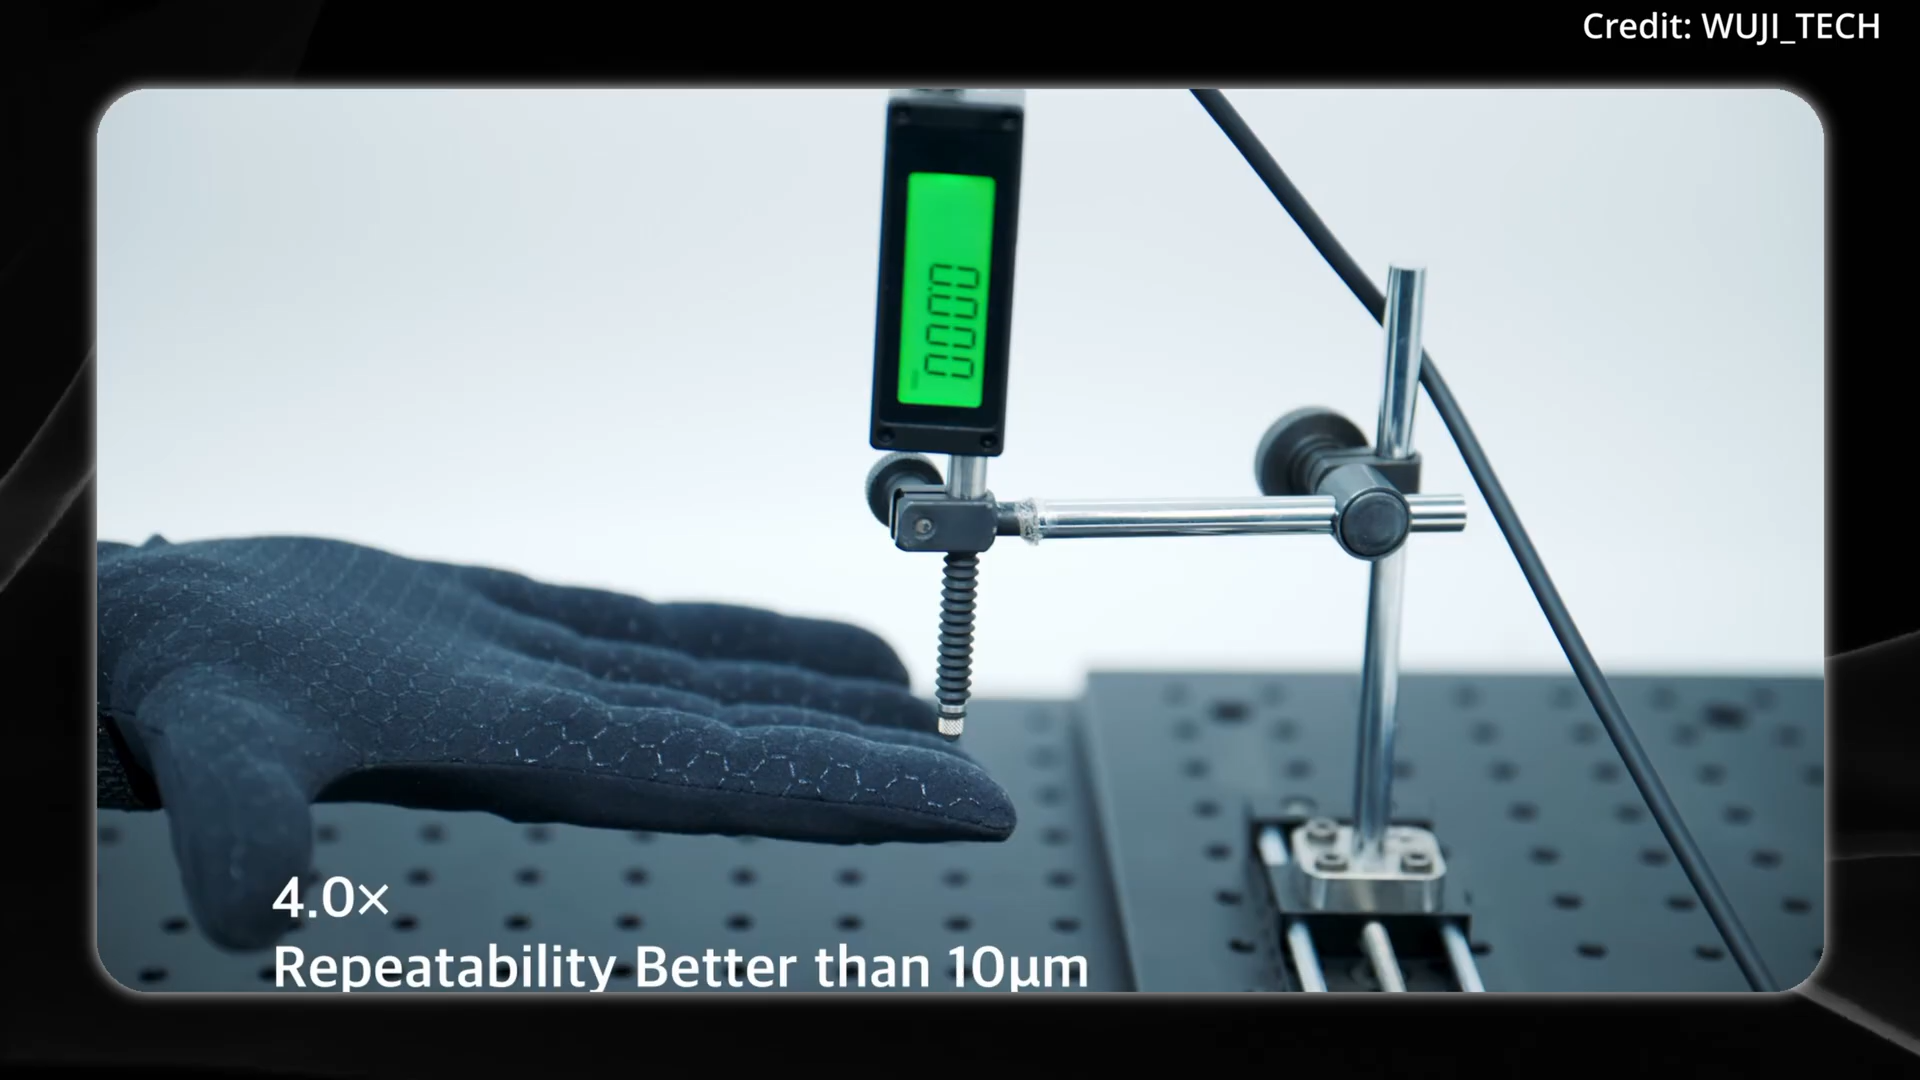 Credit: WUJI_TECH
0.000
4.0×
Repeatability Better than 10μm